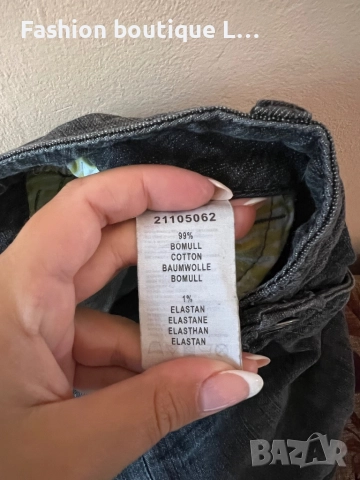 Fashion boutique L...
21105062
99%
BOMULL
COTTON
BAUMWOLLE
BOMULL
1%
ELASTAN
ELASTANE
ELASTHAN
ELASTAN
BAZAR